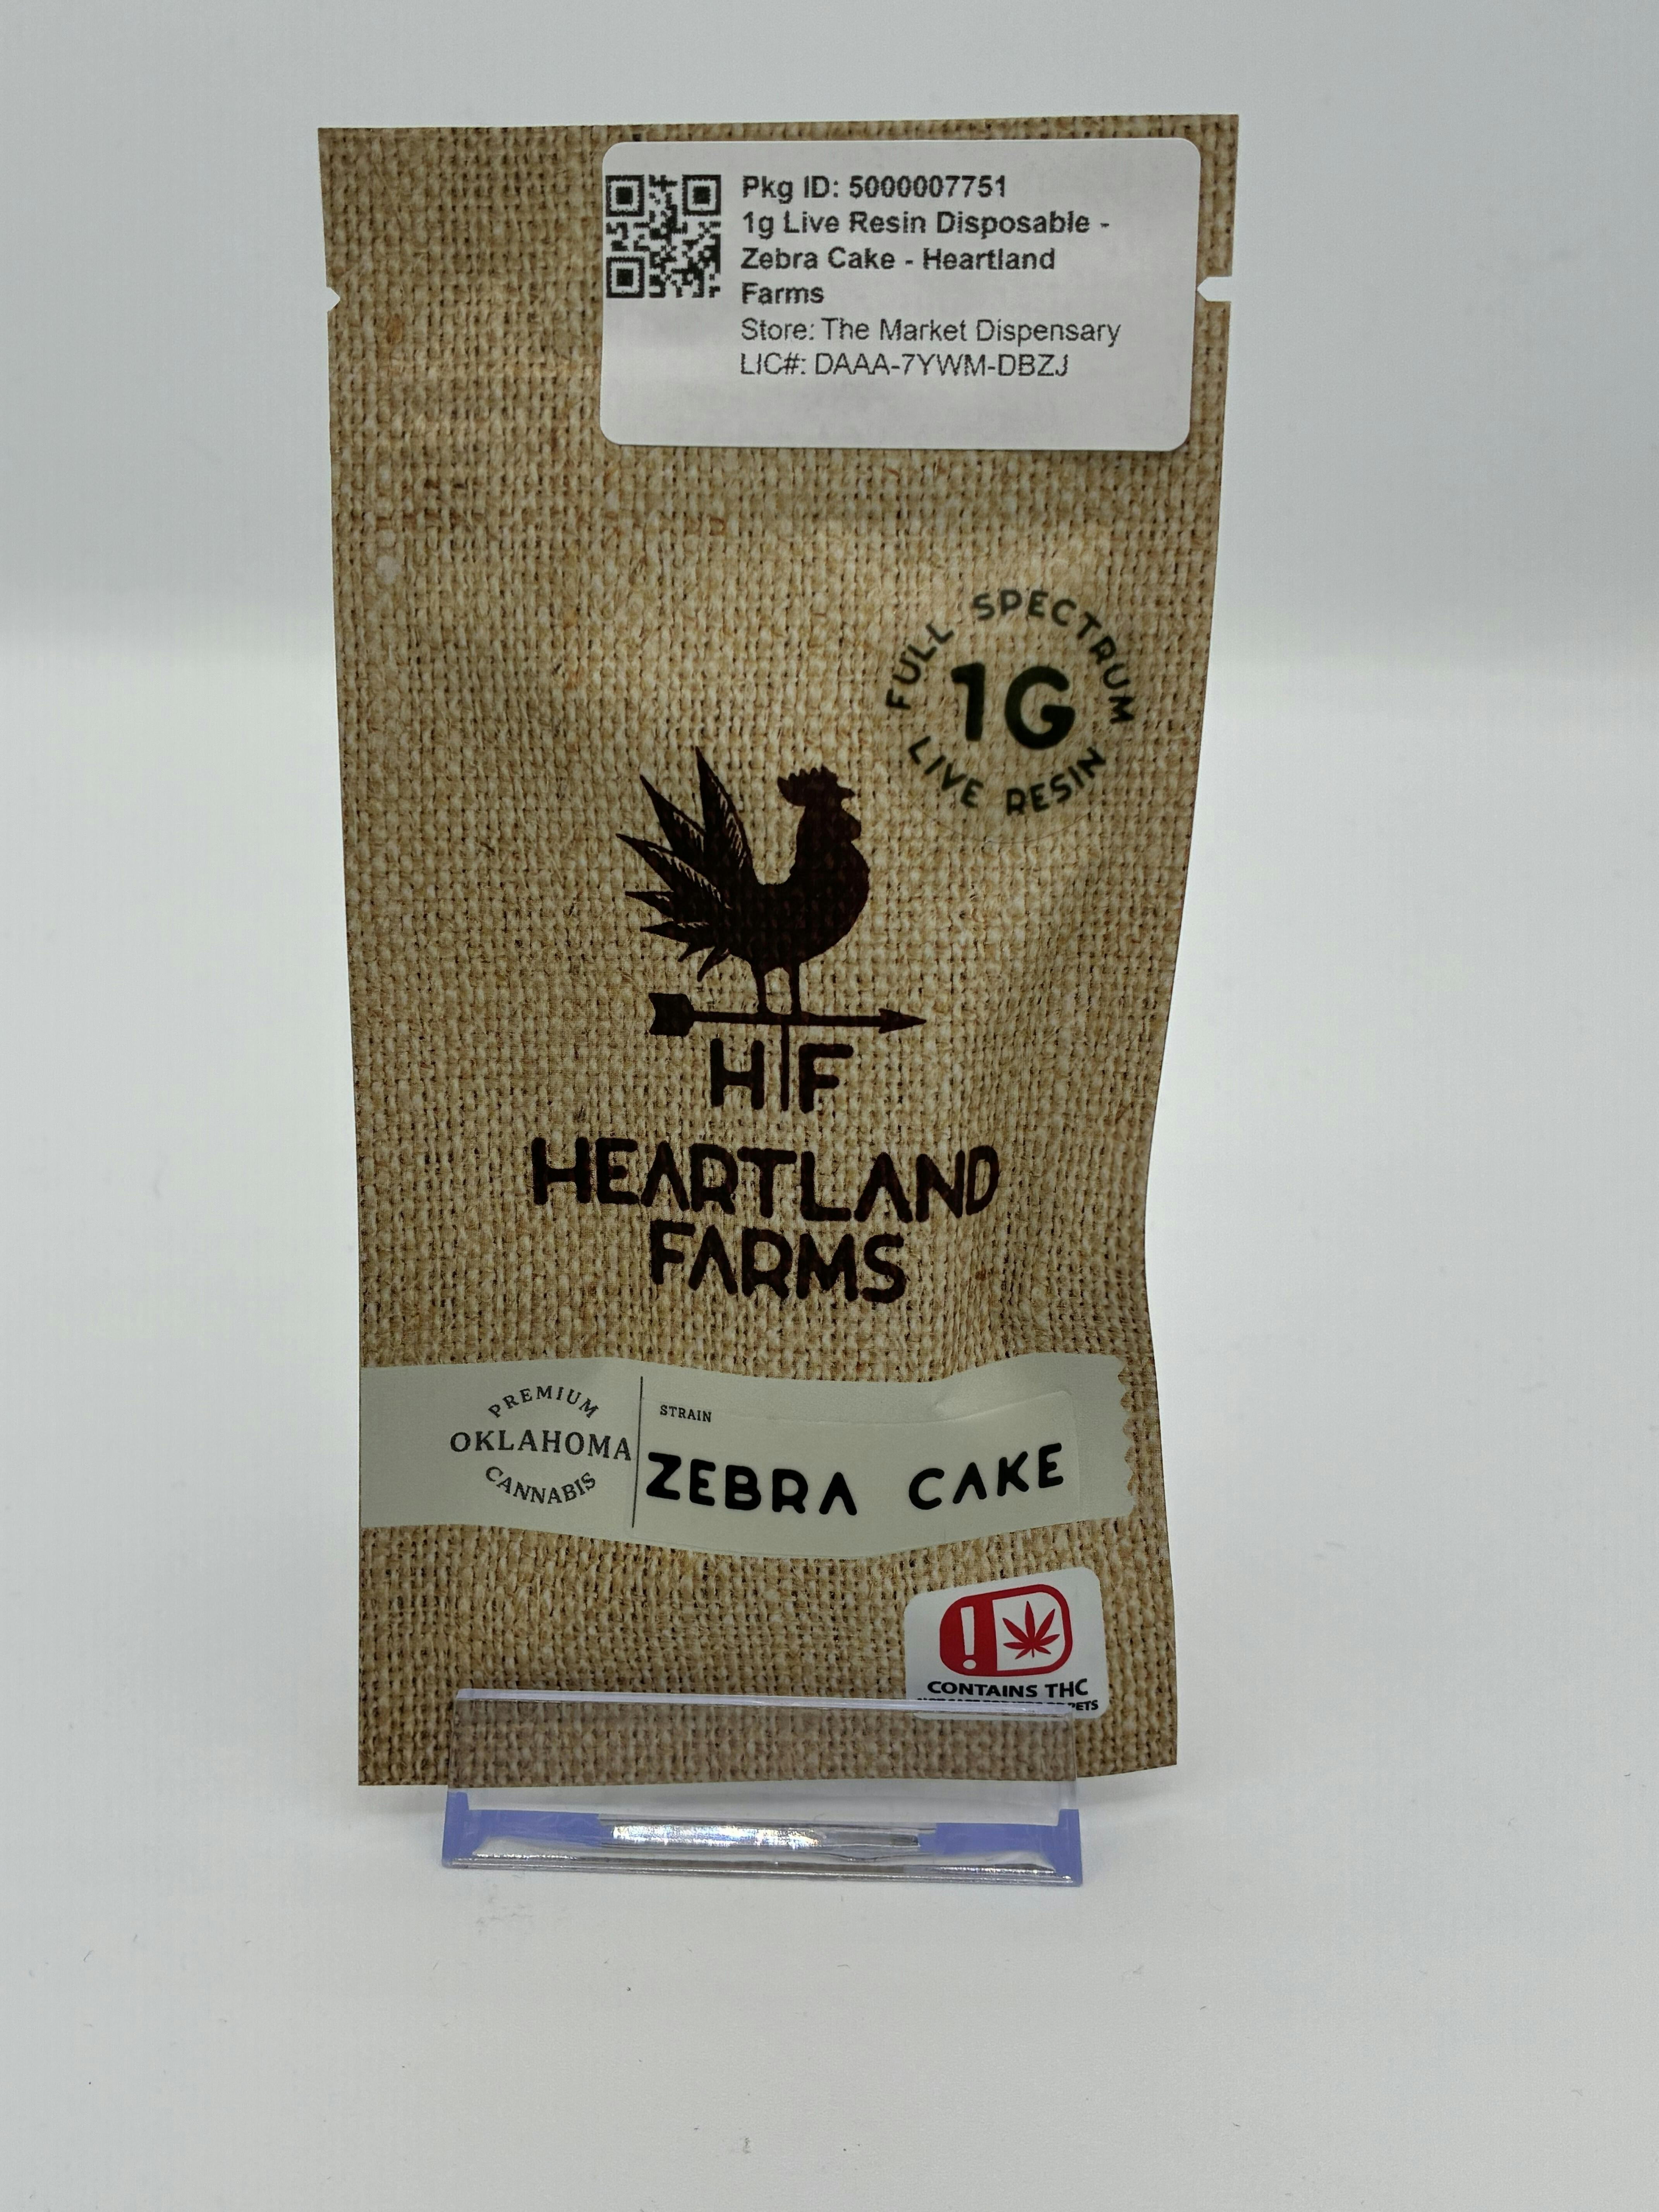 Pkg ID: 5000007751
1g Live Resin Disposable -
Zebra Cake - Heartland
Farms
Store: The Market Dispensary
LIC#: DAAA-7YWM-DBZJ
FULL SPECTRUM
1G
LIVE RESIN
H F
HEARTLAND
FARMS
PREMIUM
OKLAHOMA
CANNABIS
STRAIN
ZEBRA CAKE
!
CONTAINS THC
PETS